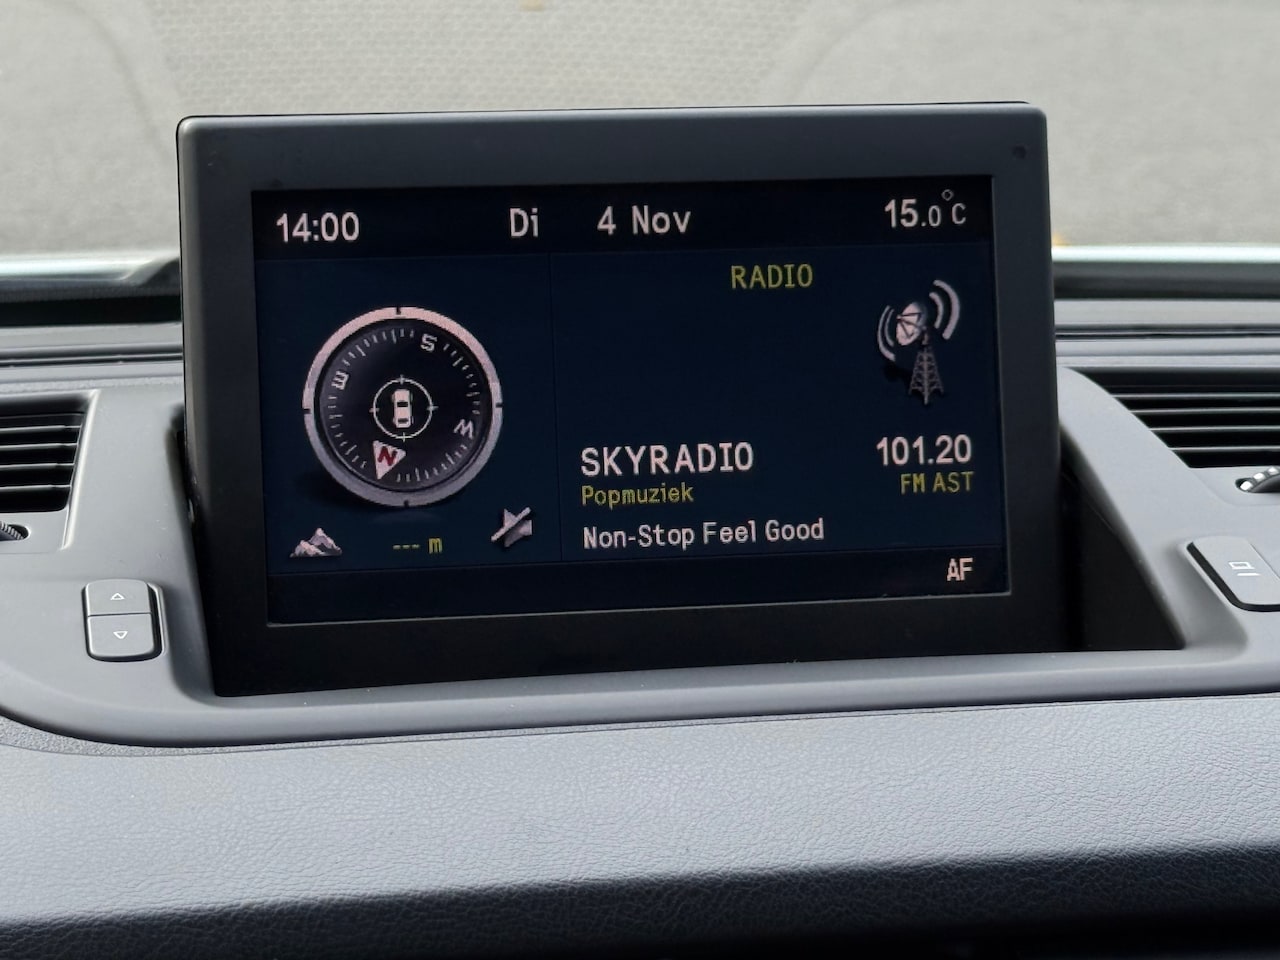 14:00 Di 4 Nov 15.0°C
RADIO
S
E
W
N
SKYRADIO 101.20
Popmuziek FM AST
Non-Stop Feel Good
--- m
AF